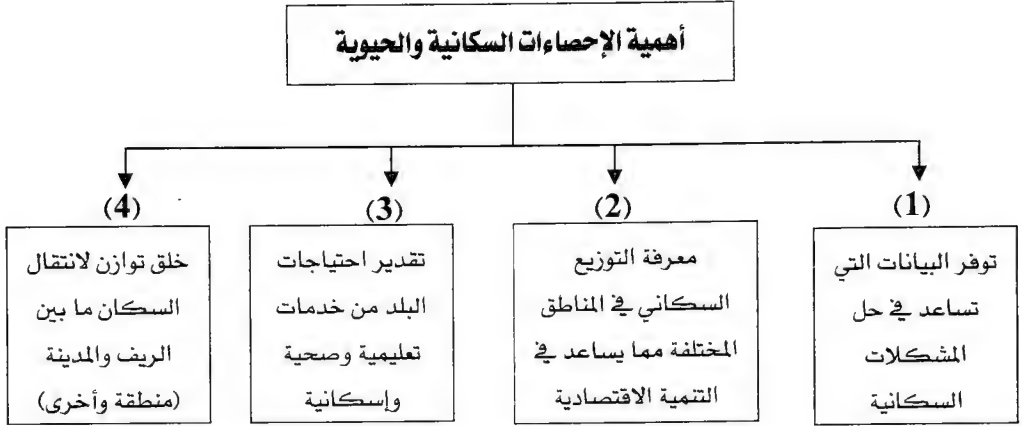 أهمية الإحصاءات السكانية والحيوية
(1)
توفر البيانات التي
تساعد في حل
المشكلات
السكانية
(2)
معرفة التوزيع
السكاني في المناطق
المختلفة مما يساعد في
التنمية الاقتصادية
(3)
تقدير احتياجات
البلد من خدمات
تعليمية وصحية
وإسكانية
(4)
خلق توازن لانتقال
السكان ما بين
الريف والمدينة
(منطقة وأخرى)